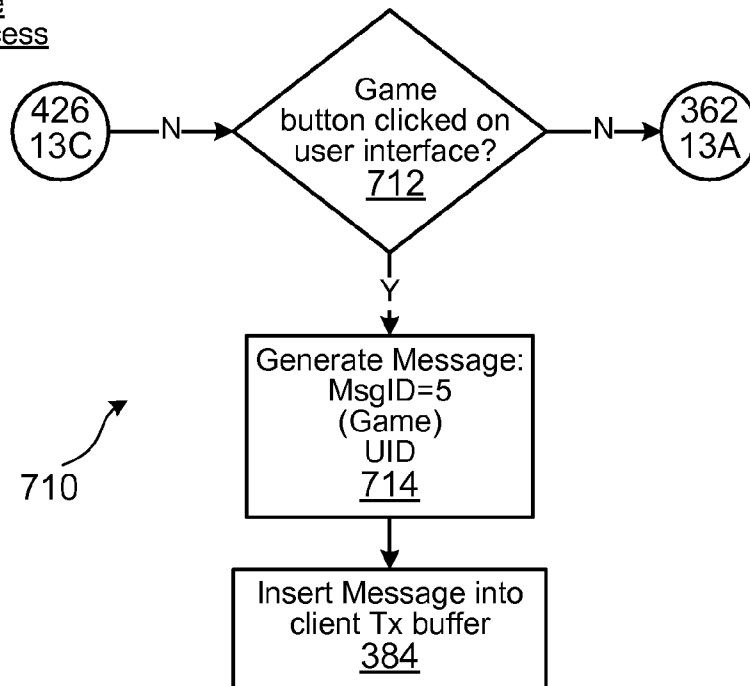 cess
426
13C
N
Game
button clicked on
user interface?
712
N
362
13A
Y
Generate Message:
MsgID=5
(Game)
UID
714
710
Insert Message into
client Tx buffer
384